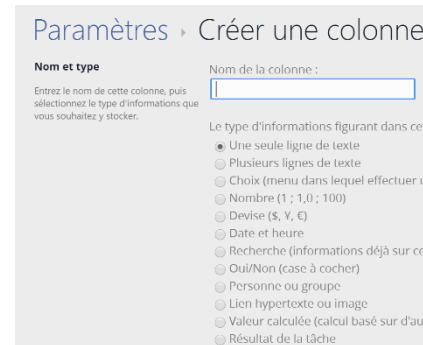 Paramètres ▸ Créer une colonne
Nom et type
Entrez le nom de cette colonne, puis
sélectionnez le type d'informations que
vous souhaitez y stocker.
Nom de la colonne :
Le type d'informations figurant dans
Une seule ligne de texte
Plusieurs lignes de texte
Choix (menu dans lequel effectuer
Nombre (1 ; 1,0 ; 100)
Devise ($, ¥, €)
Date et heure
Recherche (informations déjà sur
Oui/Non (case à cocher)
Personne ou groupe
Lien hypertexte ou image
Valeur calculée (calcul basé sur
Résultat de la tâche